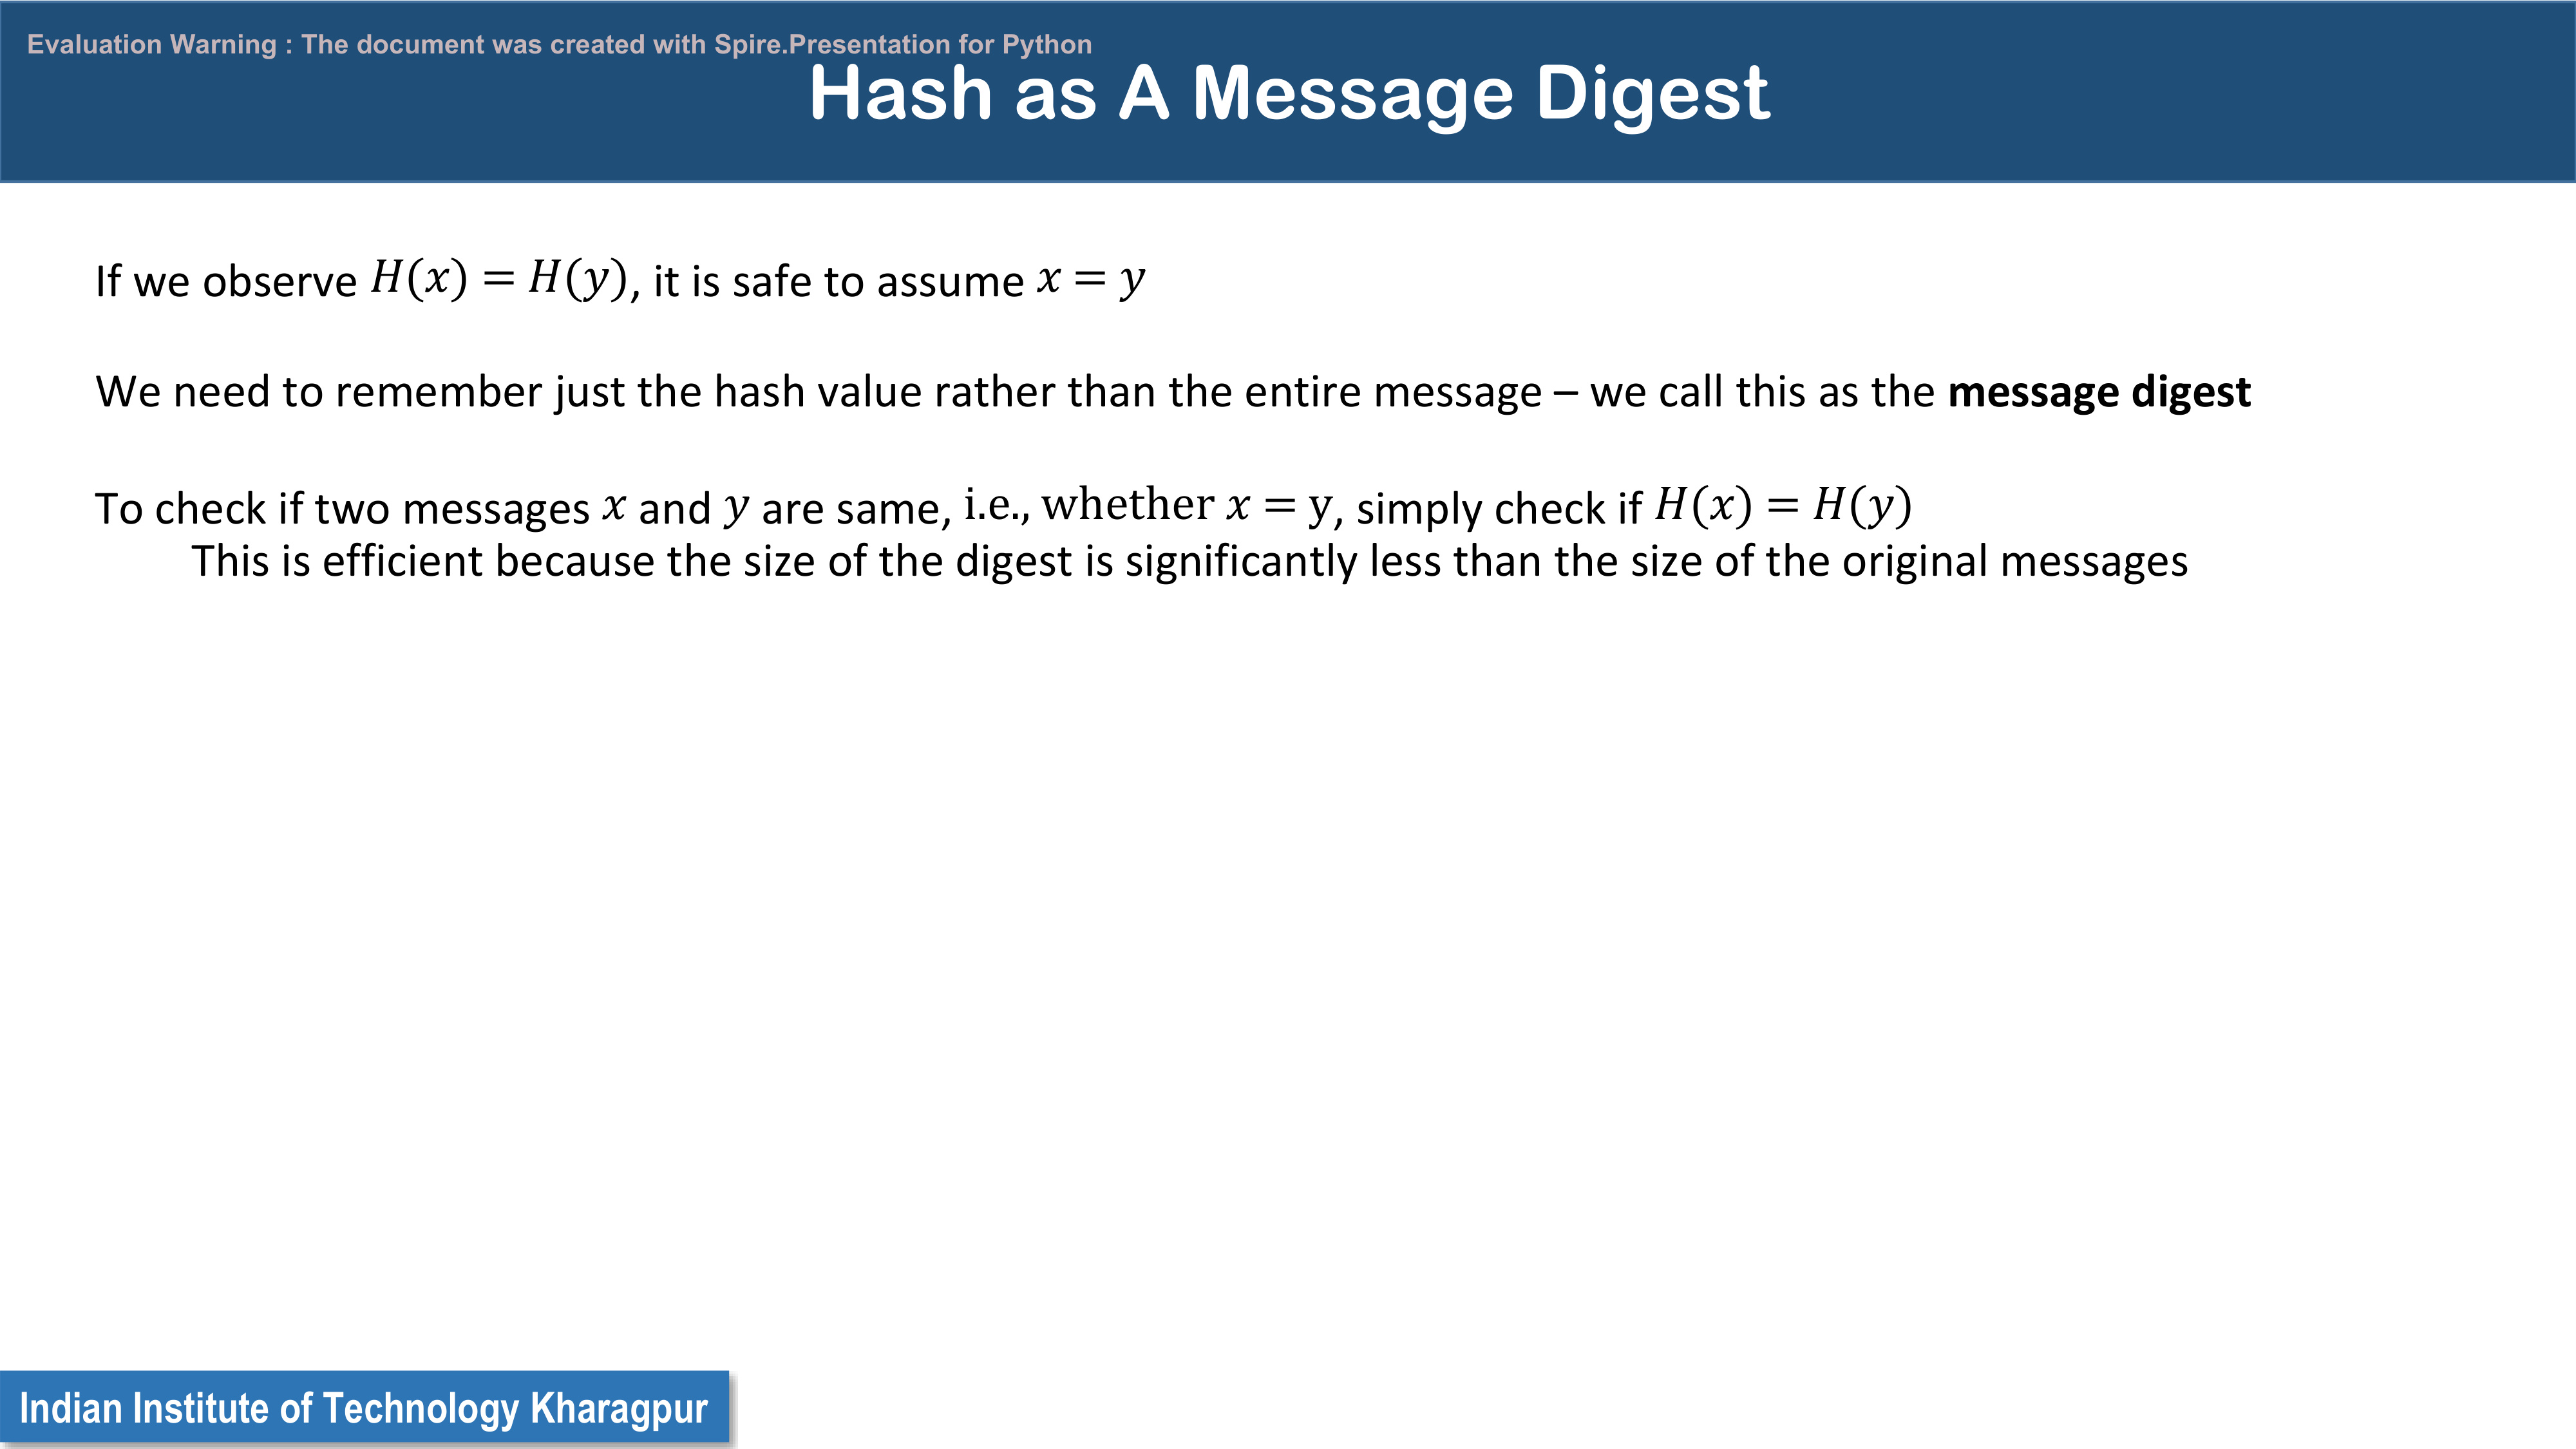 Evaluation Warning : The document was created with Spire.Presentation for Python
Hash as A Message Digest
If we observe H(x) = H(y), it is safe to assume x = y
We need to remember just the hash value rather than the entire message – we call this as the message digest
To check if two messages x and y are same, i.e., whether x = y, simply check if H(x) = H(y)
This is efficient because the size of the digest is significantly less than the size of the original messages
Indian Institute of Technology Kharagpur